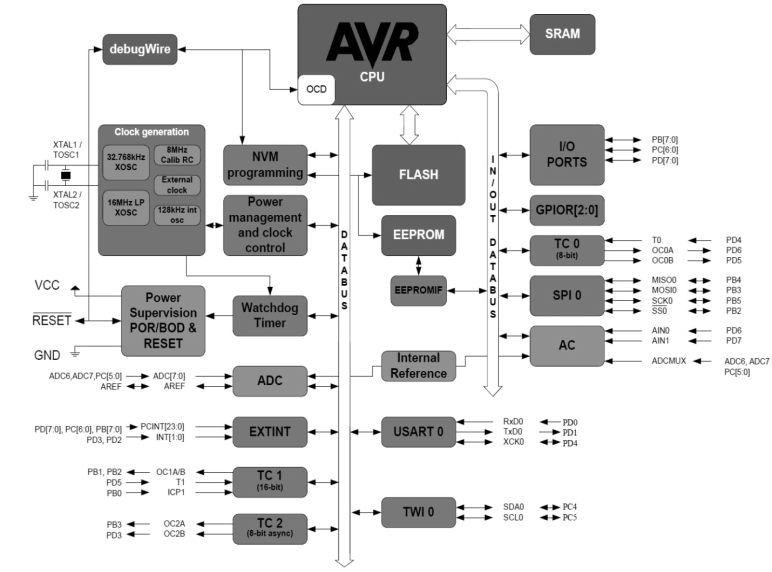 AVR
CPU
OCD
SRAM
debugWire
Clock generation
XTAL1 /
TOSC1
XTAL2 /
TOSC2
32.768kHz
XOSC
8MHz
Calib RC
External
clock
16MHz LP
XOSC
128kHz int
osc
NVM
programming
FLASH
Power
management
and clock
control
EEPROM
EEPROMIF
I/O
PORTS
PB[7:0]
PC[6:0]
PD[7:0]
GPIOR[2:0]
TC 0
(8-bit)
T0 PD4
OC0A PD6
OC0B PD5
SPI 0
MISO0 PB4
MOSI0 PB3
SCK0 PB5
SS0 PB2
AC
AIN0 PD6
AIN1 PD7
ADCMUX ADC6, ADC7
PC[5:0]
DATABUS
IN/OUT DATABUS
VCC
RESET
GND
Power
Supervision
POR/BOD &
RESET
Watchdog
Timer
Internal
Reference
ADC6,ADC7,PC[5:0] ADC[7:0]
AREF AREF
ADC
PD[7:0], PC[6:0], PB[7:0] PCINT[23:0]
PD3, PD2 INT[1:0]
EXTINT
PB1, PB2 OC1A/B
PD5 T1
PB0 ICP1
TC 1
(16-bit)
PB3 OC2A
PD3 OC2B
TC 2
(8-bit async)
USART 0
RxD0 PD0
TxD0 PD1
XCK0 PD4
TWI 0
SDA0 PC4
SCL0 PC5